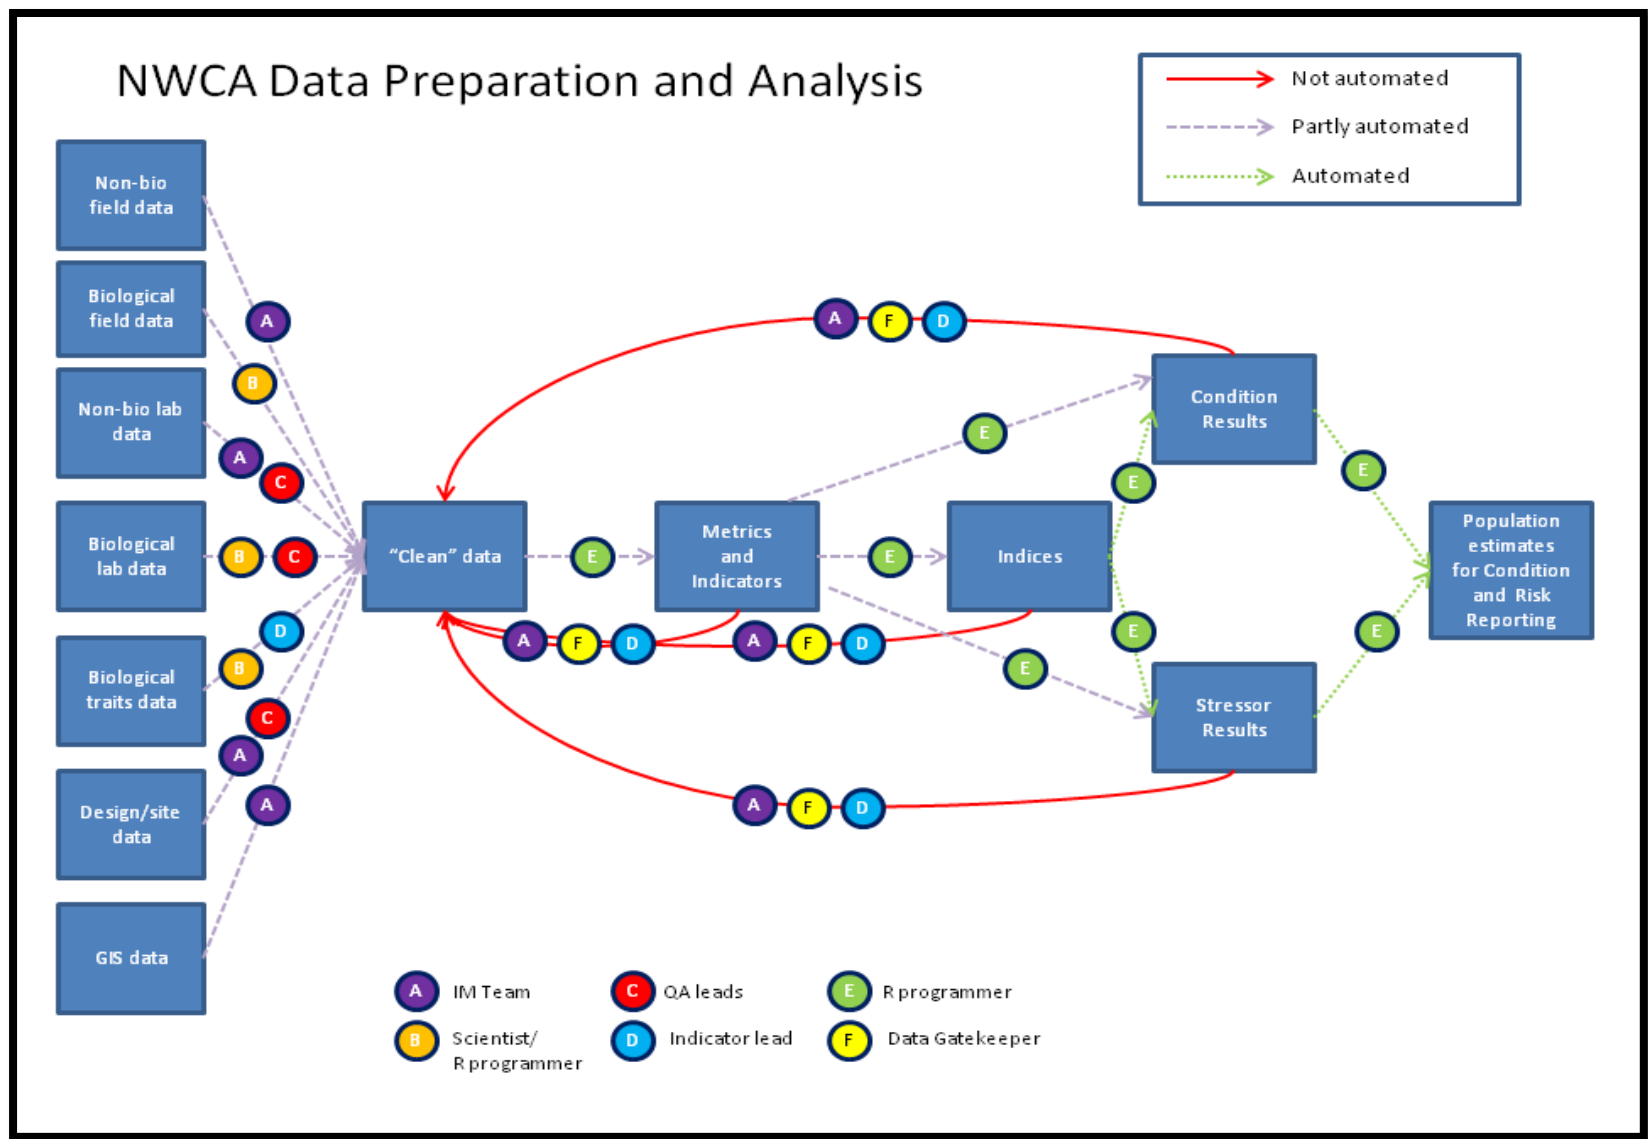 NWCA Data Preparation and Analysis
Not automated
Partly automated
Automated
Non-bio
field data
Biological
field data
Non-bio lab
data
Biological
lab data
Biological
traits data
Design/site
data
GIS data
A
B
A
C
B
C
D
B
C
A
A
"Clean" data
E
Metrics
and
Indicators
E
Indices
A F D
E
E
Condition
Results
E
A F D
A F D
E
E
Stressor
Results
E
A F D
Population
estimates
for Condition
and Risk
Reporting
A IM Team
B Scientist/
R programmer
C QA leads
D Indicator lead
E R programmer
F Data Gatekeeper